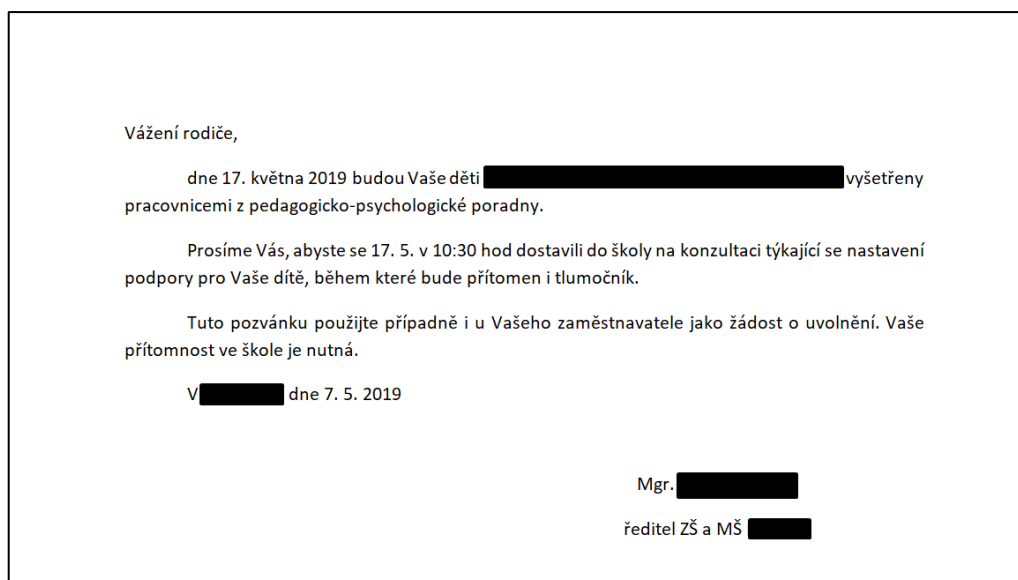 Vážení rodiče,
dne 17. května 2019 budou Vaše děti vyšetřeny
pracovnicemi z pedagogicko-psychologické poradny.
Prosíme Vás, abyste se 17. 5. v 10:30 hod dostavili do školy na konzultaci týkající se nastavení
podpory pro Vaše dítě, během které bude přítomen i tlumočník.
Tuto pozvánku použijte případně i u Vašeho zaměstnavatele jako žádost o uvolnění. Vaše
přítomnost ve škole je nutná.
V dne 7. 5. 2019
Mgr.
ředitel ZŠ a MŠ